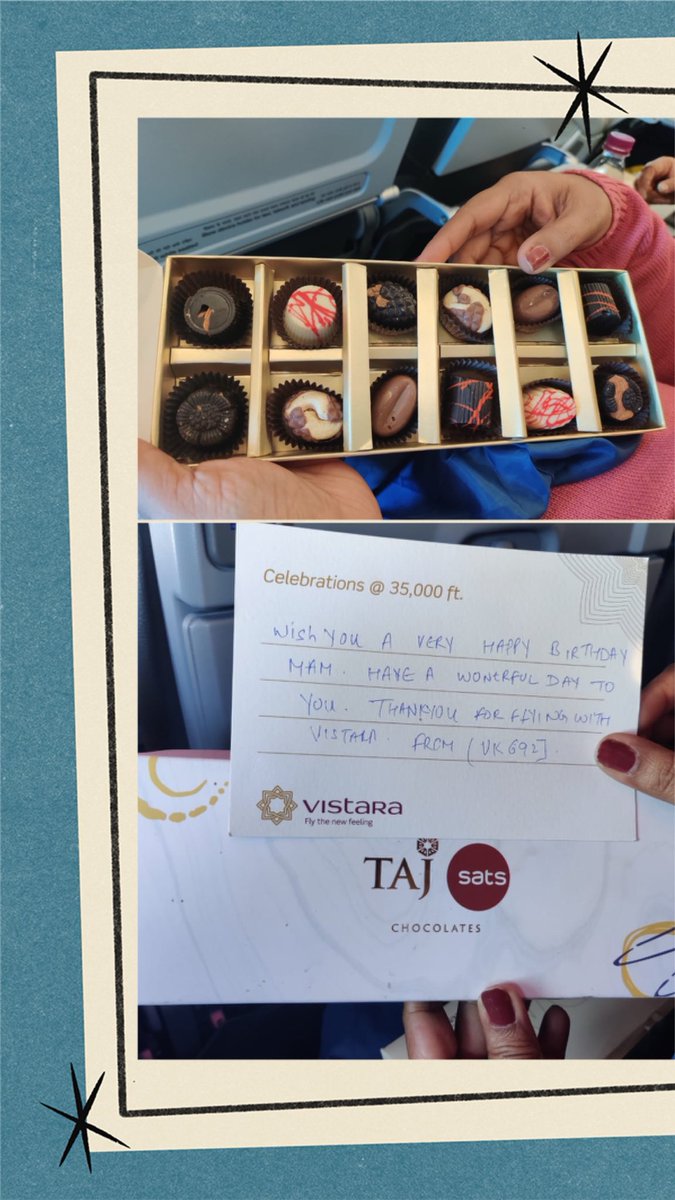 Celebrations @ 35,000 ft.
WISH YOU A VERY HAPPY BIRTHDAY
MAM. HAVE A WONERFUL DAY TO
YOU. THANKYOU FOR FLYING WITH
VISTARA. FROM (UK692].
VISTARA
Fly the new feeling
TAJ sats
CHOCOLATES